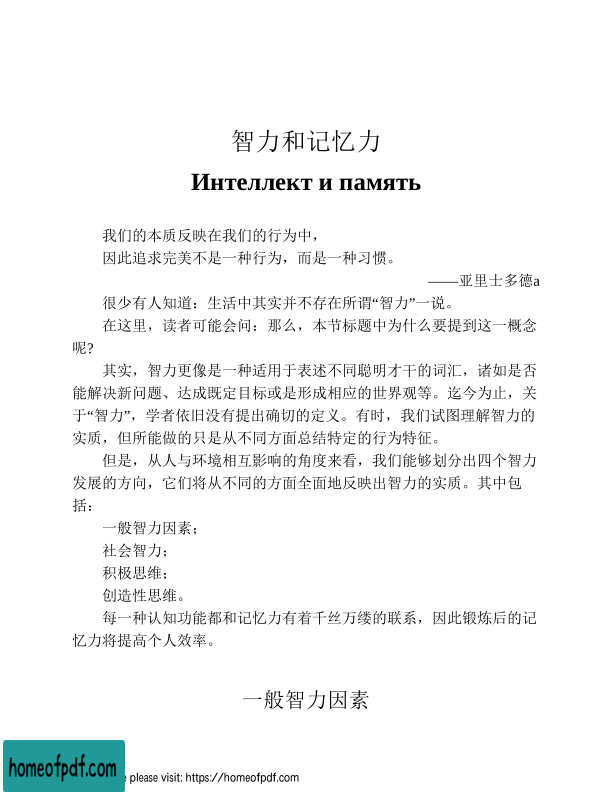 智力和记忆力
Интеллект и память
我们的本质反映在我们的行为中，
因此追求完美不是一种行为，而是一种习惯。
——亚里士多德a
很少有人知道：生活中其实并不存在所谓“智力”一说。
在这里，读者可能会问：那么，本节标题中为什么要提到这一概念
呢?
其实，智力更像是一种适用于表述不同聪明才干的词汇，诸如是否
能解决新问题、达成既定目标或是形成相应的世界观等。迄今为止，关
于“智力”，学者依旧没有提出确切的定义。有时，我们试图理解智力的
实质，但所能做的只是从不同方面总结特定的行为特征。
但是，从人与环境相互影响的角度来看，我们能够划分出四个智力
发展的方向，它们将从不同的方面全面地反映出智力的实质。其中包
括：
一般智力因素；
社会智力；
积极思维；
创造性思维。
每一种认知功能都和记忆力有着千丝万缕的联系，因此锻炼后的记
忆力将提高个人效率。
一般智力因素
homeofpdf.com
please visit: https://homeofpdf.com